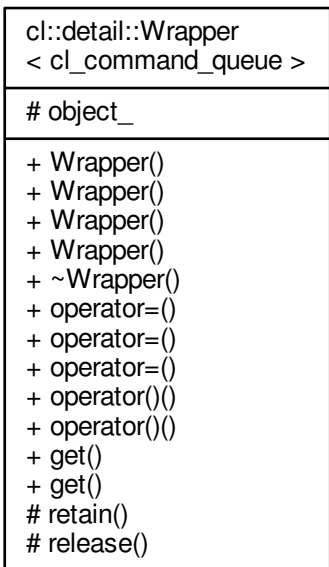 cl::detail::Wrapper
< cl_command_queue >
# object_
+ Wrapper()
+ Wrapper()
+ Wrapper()
+ Wrapper()
+ ~Wrapper()
+ operator=()
+ operator=()
+ operator=()
+ operator()()
+ operator()()
+ get()
+ get()
# retain()
# release()